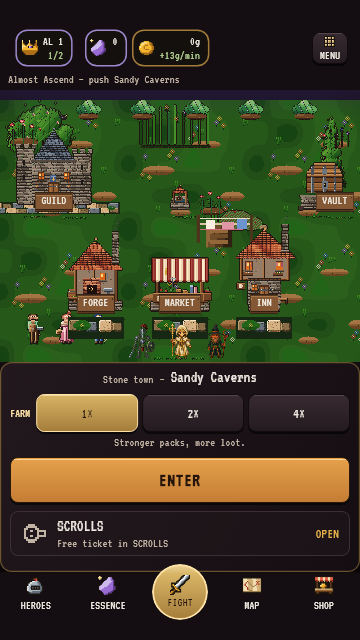 AL 1
1/2
0
0g
+13g/min
MENU
Almost Ascend - push Sandy Caverns
GUILD
VAULT
FORGE
MARKET
INN
Stone town - Sandy Caverns
FARM
1X
2X
4X
Stronger packs, more loot.
ENTER
SCROLLS
Free ticket in SCROLLS
OPEN
HEROES
ESSENCE
FIGHT
MAP
SHOP